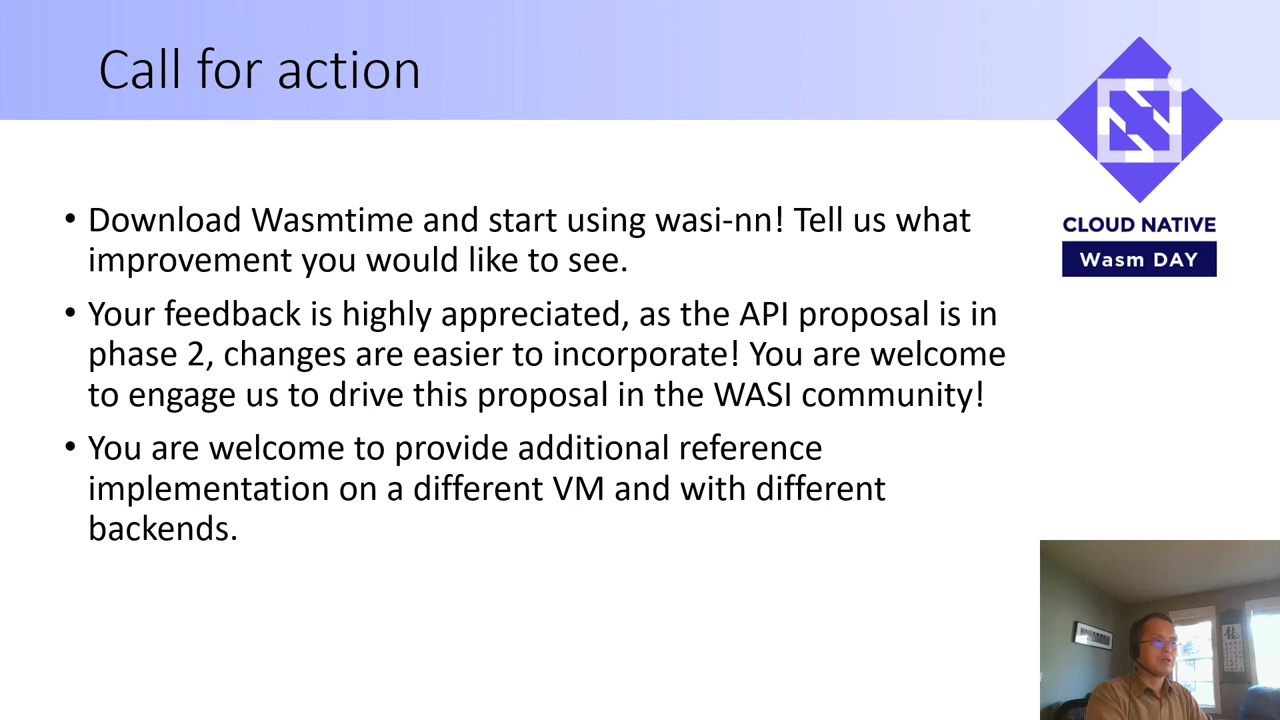 Call for action
CLOUD NATIVE
Wasm DAY
• Download Wasmtime and start using wasi-nn! Tell us what
improvement you would like to see.
• Your feedback is highly appreciated, as the API proposal is in
phase 2, changes are easier to incorporate! You are welcome
to engage us to drive this proposal in the WASI community!
• You are welcome to provide additional reference
implementation on a different VM and with different
backends.